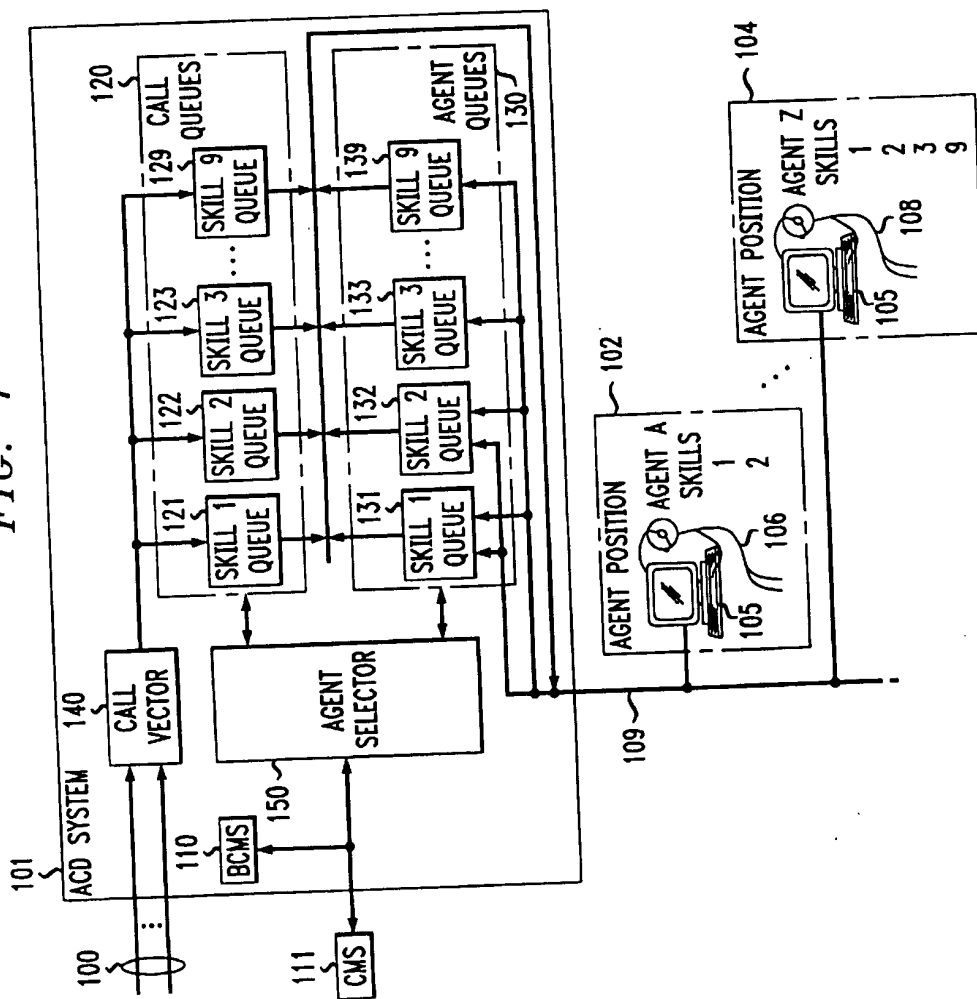 FIG. 1
101
ACD SYSTEM
100
140
CALL
VECTOR
120
CALL
QUEUES
121
SKILL 1
QUEUE
122
SKILL 2
QUEUE
123
SKILL 3
QUEUE
129
SKILL 9
QUEUE
110
BCMS
111
CMS
150
AGENT
SELECTOR
131
SKILL 1
QUEUE
132
SKILL 2
QUEUE
133
SKILL 3
QUEUE
139
SKILL 9
QUEUE
AGENT
QUEUES
130
109
102
AGENT POSITION
AGENT A
SKILLS
1
2
105
106
104
AGENT POSITION
AGENT Z
SKILLS
1
2
3
9
105
108